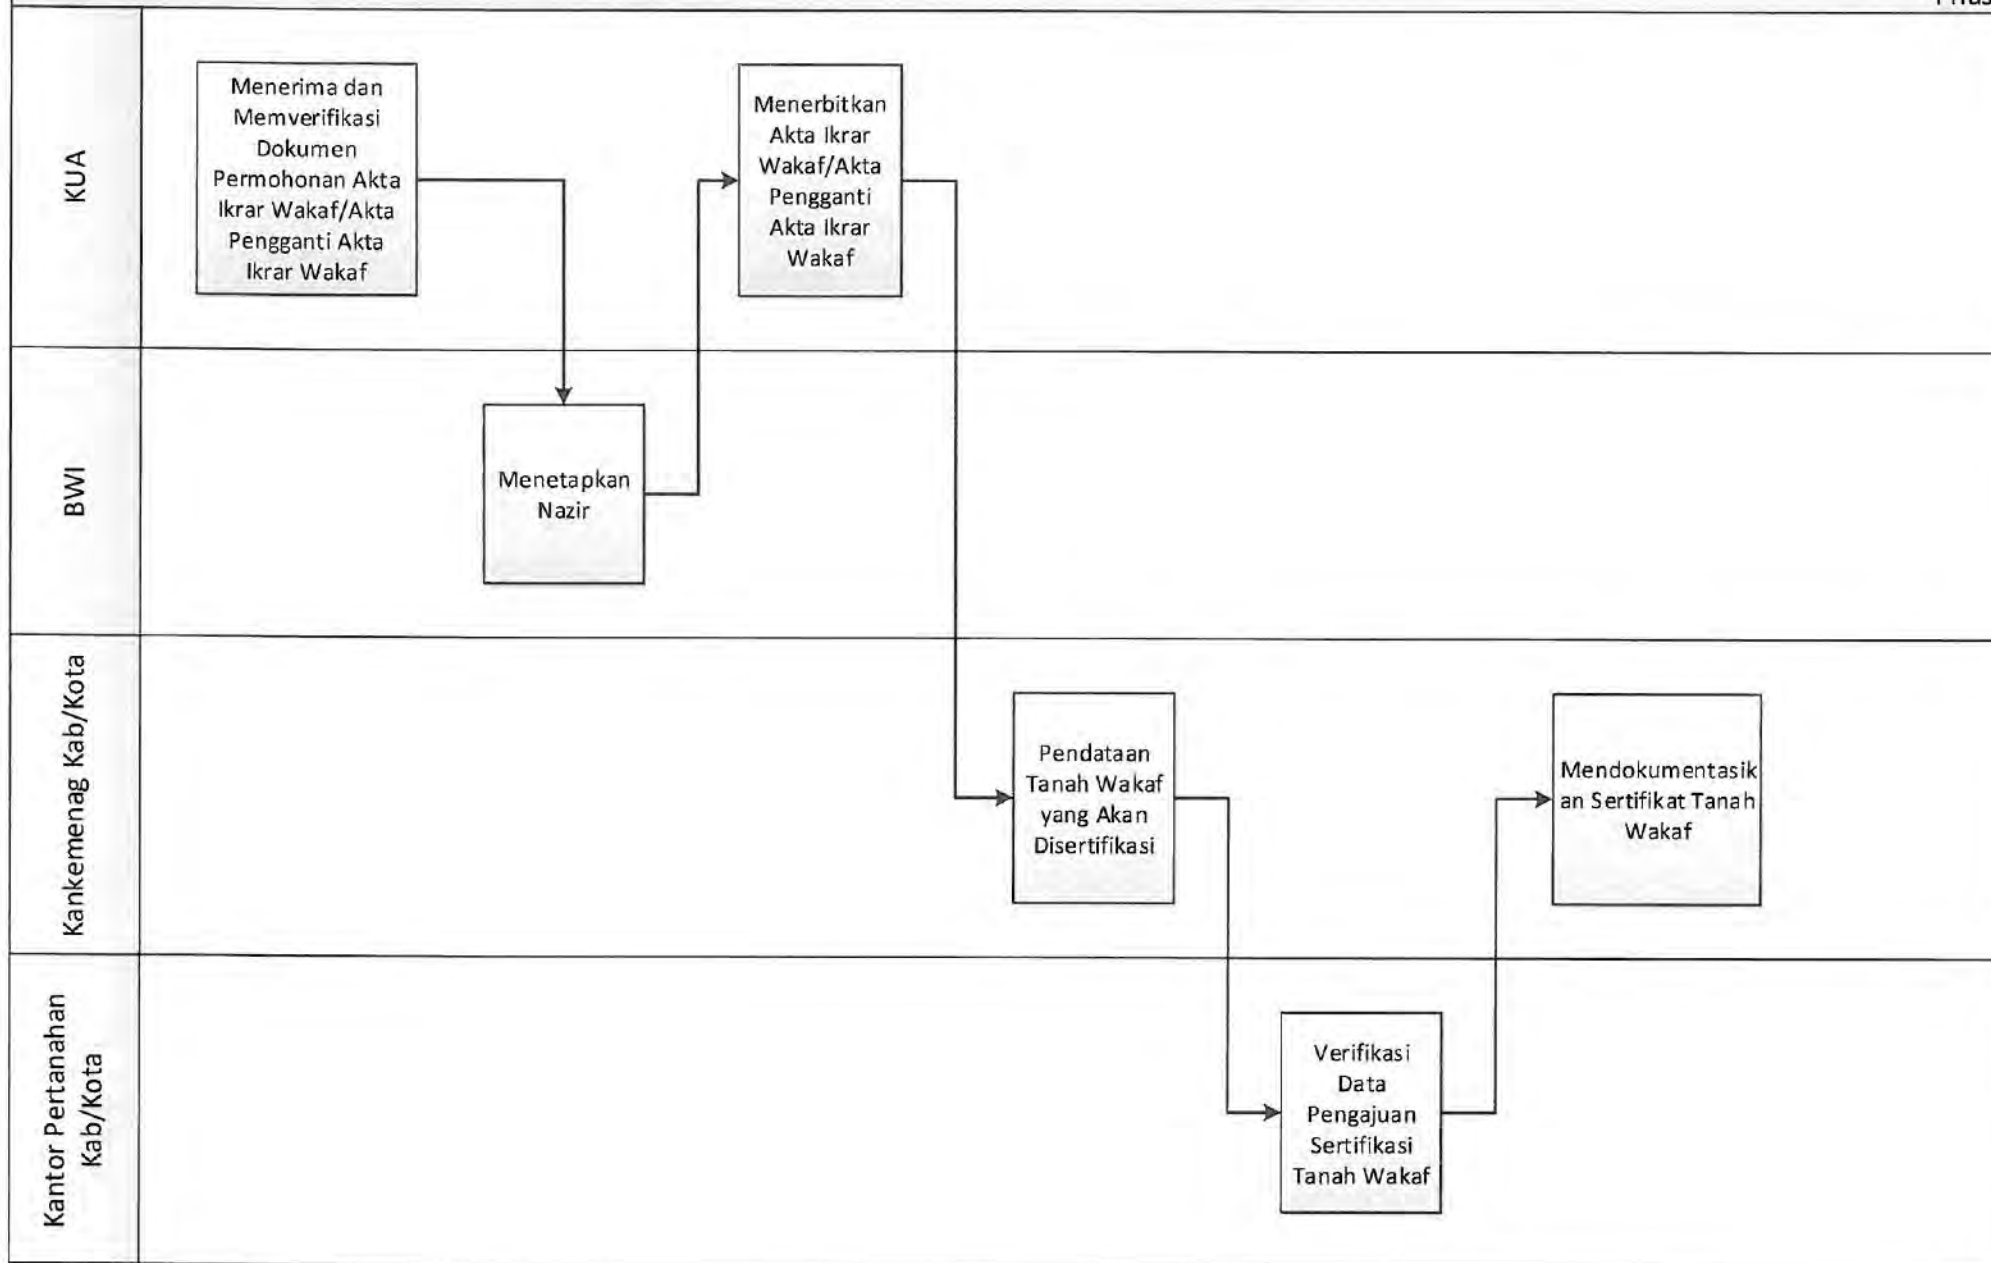 KUA
Menerima dan
Memverifikasi
Dokumen
Permohonan Akta
Ikrar Wakaf/Akta
Pengganti Akta
Ikrar Wakaf
Menerbitkan
Akta Ikrar
Wakaf/Akta
Pengganti
Akta Ikrar
Wakaf
BWI
Menetapkan
Nazir
Kankemenag Kab/Kota
Pendataan
Tanah Wakaf
yang Akan
Disertifikasi
Mendokumentasik
an Sertifikat Tanah
Wakaf
Kantor Pertanahan
Kab/Kota
Verifikasi
Data
Pengajuan
Sertifikasi
Tanah Wakaf